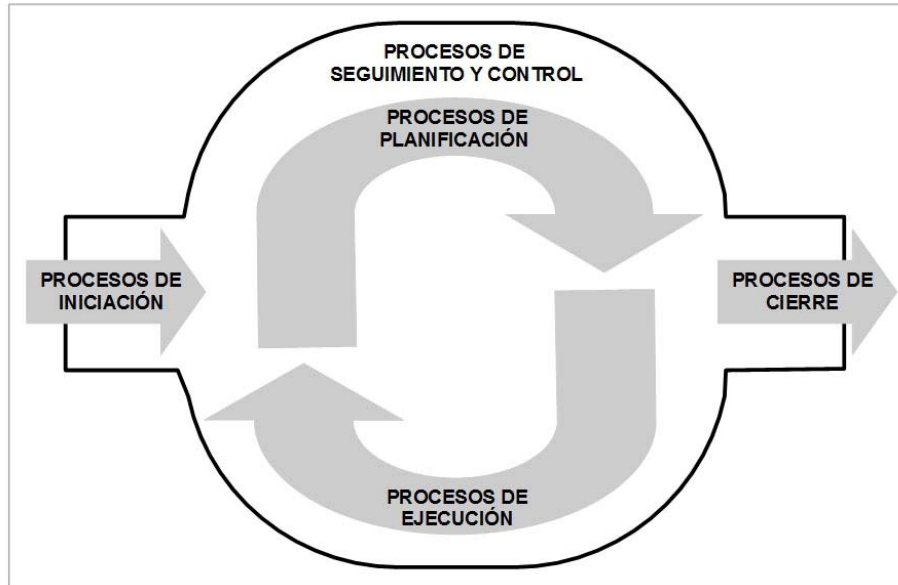 PROCESOS DE
SEGUIMIENTO Y CONTROL
PROCESOS DE
PLANIFICACIÓN
PROCESOS DE
INICIACIÓN
PROCESOS DE
CIERRE
PROCESOS DE
EJECUCIÓN